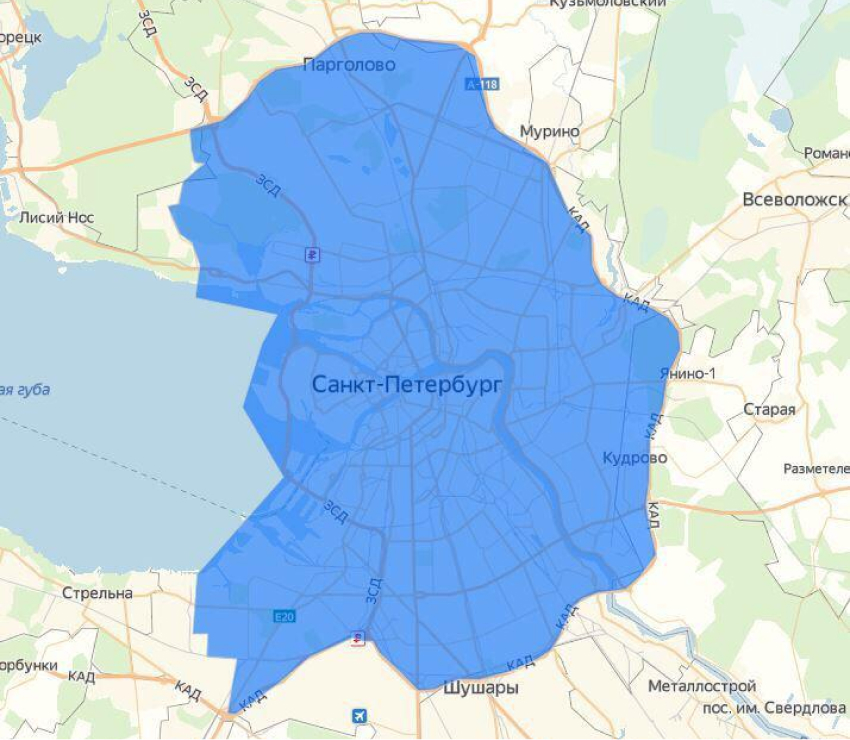 Кузьмоловский
орецк
ЗСД
Парголово
ЗСД
А-118
Мурино
Романо
ЗСД
Всеволожск
Лисий Нос
КАД
КАД
Янино-1
Санкт-Петербург
ая губа
Старая
КАД
Кудрово
Разметеле
ЗСД
КАД
Стрельна
ЗСД
Е20
КАД
орбунки
КАД
КАД
КАД
Шушары
Металлострой
КАД
пос. им. Свердлова